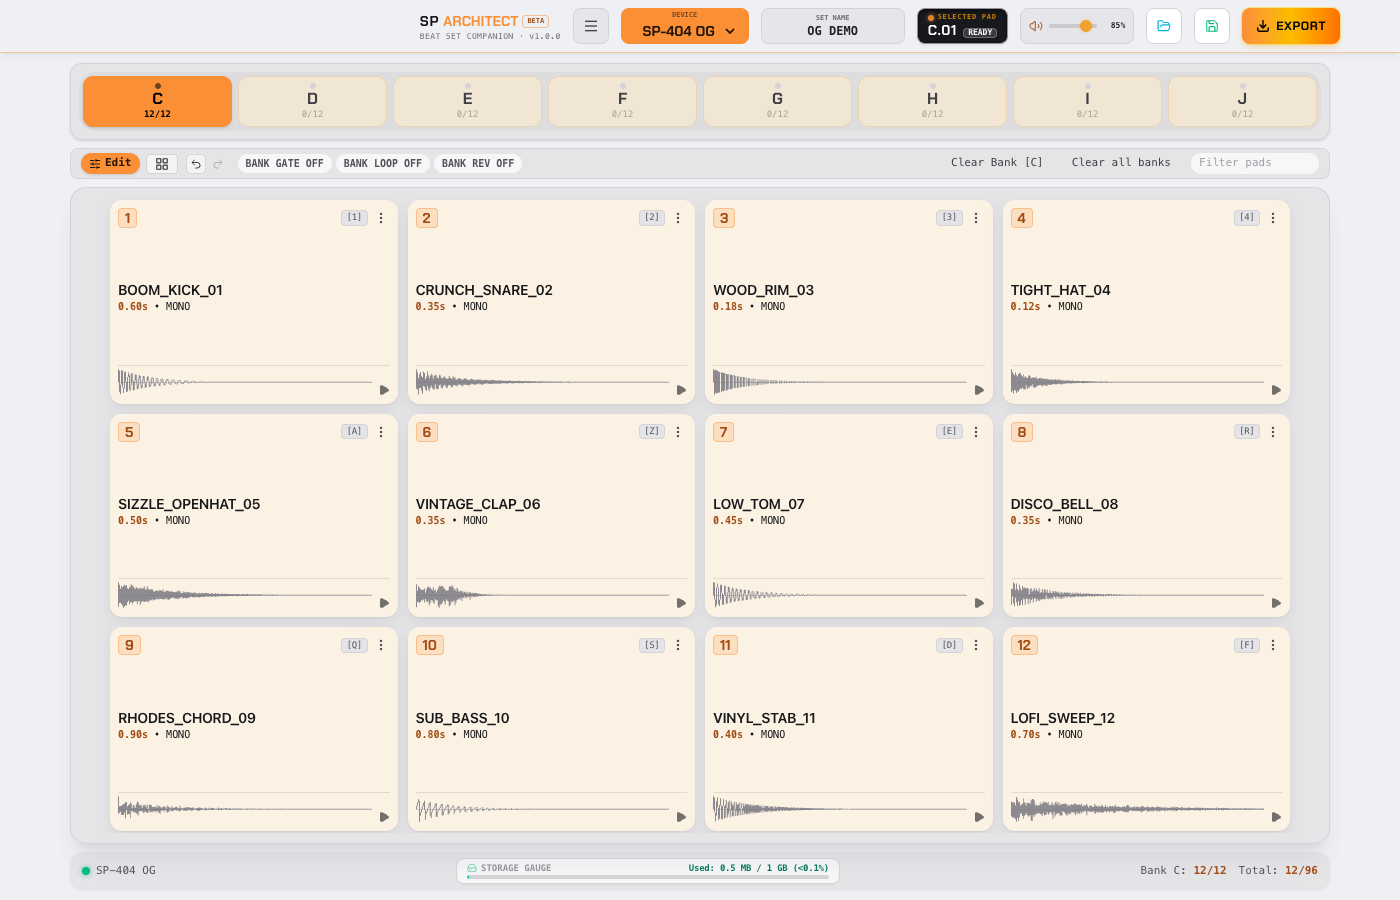 SP ARCHITECT BETA
BEAT SET COMPANION · v1.0.0
DEVICE
SP-404 OG
SET NAME
OG DEMO
SELECTED PAD
C.01 READY
85%
EXPORT
C
12/12
D
0/12
E
0/12
F
0/12
G
0/12
H
0/12
I
0/12
J
0/12
Edit
BANK GATE OFF
BANK LOOP OFF
BANK REV OFF
Clear Bank [C]
Clear all banks
Filter pads
1 [1]
BOOM_KICK_01
0.60s • MONO
2 [2]
CRUNCH_SNARE_02
0.35s • MONO
3 [3]
WOOD_RIM_03
0.18s • MONO
4 [4]
TIGHT_HAT_04
0.12s • MONO
5 [A]
SIZZLE_OPENHAT_05
0.50s • MONO
6 [Z]
VINTAGE_CLAP_06
0.35s • MONO
7 [E]
LOW_TOM_07
0.45s • MONO
8 [R]
DISCO_BELL_08
0.35s • MONO
9 [Q]
RHODES_CHORD_09
0.90s • MONO
10 [S]
SUB_BASS_10
0.80s • MONO
11 [D]
VINYL_STAB_11
0.40s • MONO
12 [F]
LOFI_SWEEP_12
0.70s • MONO
SP-404 OG
STORAGE GAUGE
Used: 0.5 MB / 1 GB (<0.1%)
Bank C: 12/12 Total: 12/96